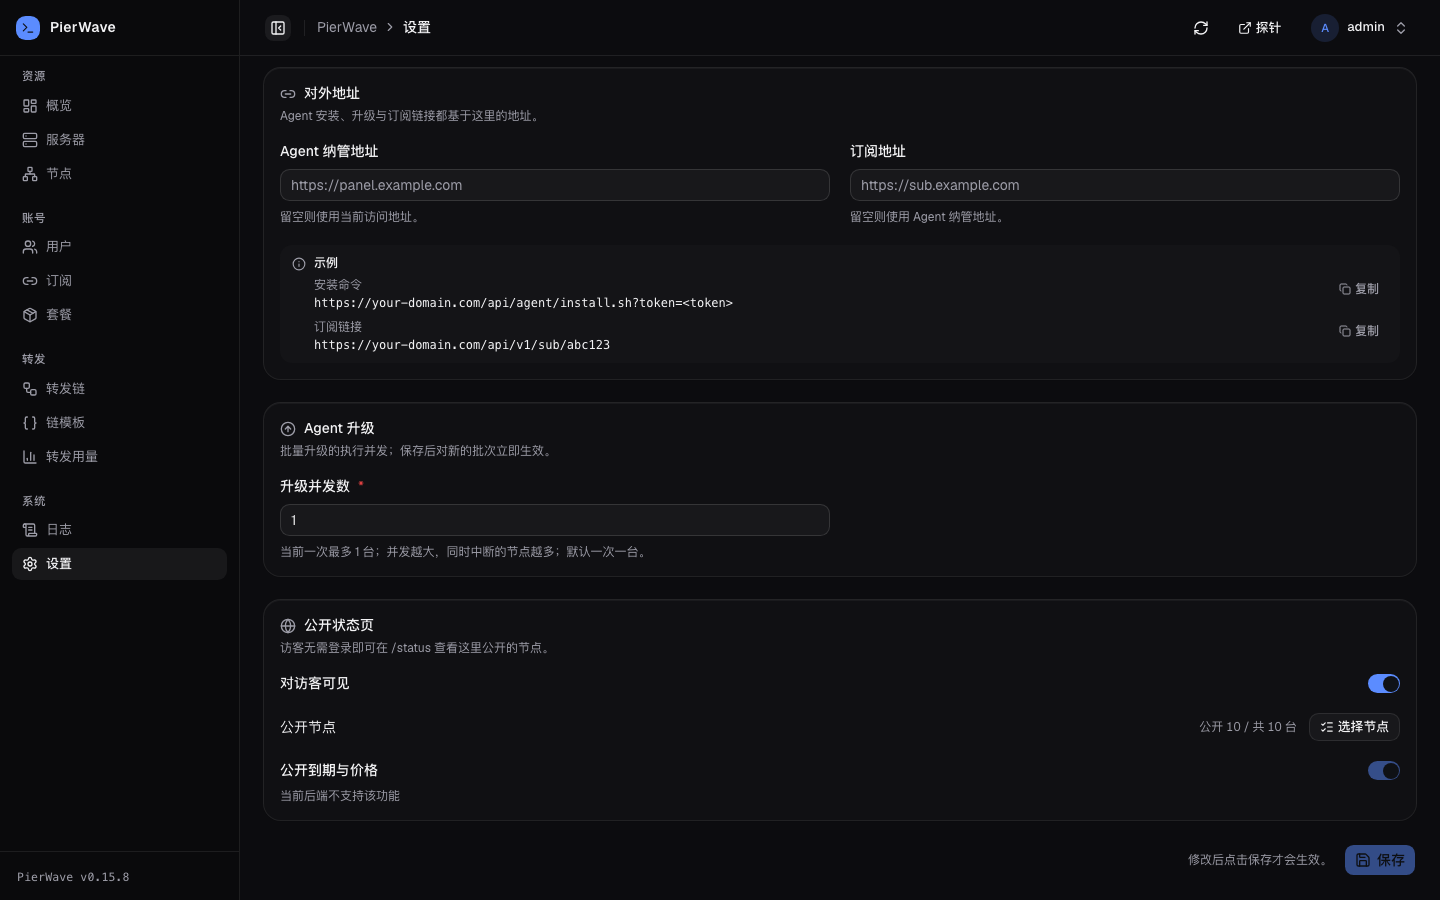 PierWave
PierWave > 设置
探针
A
admin
资源
概览
服务器
节点
账号
用户
订阅
套餐
转发
转发链
链模板
转发用量
系统
日志
设置
PierWave v0.15.8
对外地址
Agent 安装、升级与订阅链接都基于这里的地址。
Agent 纳管地址
https://panel.example.com
留空则使用当前访问地址。
订阅地址
https://sub.example.com
留空则使用 Agent 纳管地址。
示例
安装命令
https://your-domain.com/api/agent/install.sh?token=<token>
复制
订阅链接
https://your-domain.com/api/v1/sub/abc123
复制
Agent 升级
批量升级的执行并发；保存后对新的批次立即生效。
升级并发数 *
1
当前一次最多 1 台；并发越大，同时中断的节点越多；默认一次一台。
公开状态页
访客无需登录即可在 /status 查看这里公开的节点。
对访客可见
公开节点
公开 10 / 共 10 台
选择节点
公开到期与价格
当前后端不支持该功能
修改后点击保存才会生效。
保存